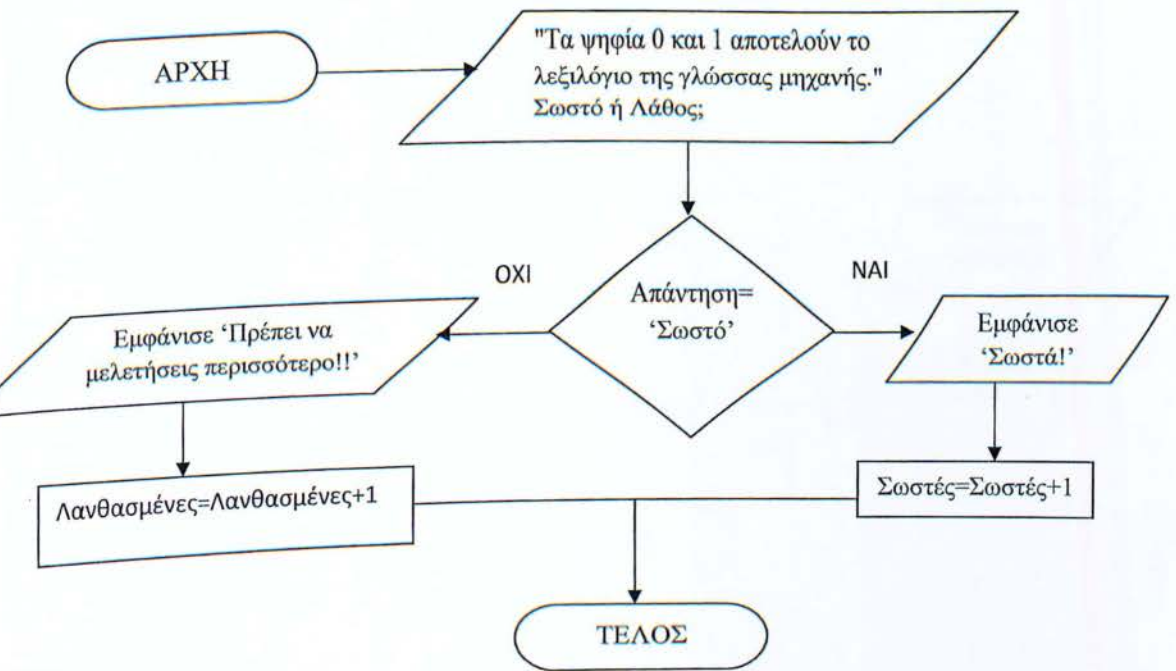 ΑΡΧΗ
"Τα ψηφία 0 και 1 αποτελούν το
λεξιλόγιο της γλώσσας μηχανής."
Σωστό ή Λάθος;
ΟΧΙ
Απάντηση=
‘Σωστό’
ΝΑΙ
Εμφάνισε ‘Πρέπει να
μελετήσεις περισσότερο!!’
Εμφάνισε
‘Σωστά!’
Λανθασμένες=Λανθασμένες+1
Σωστές=Σωστές+1
ΤΕΛΟΣ